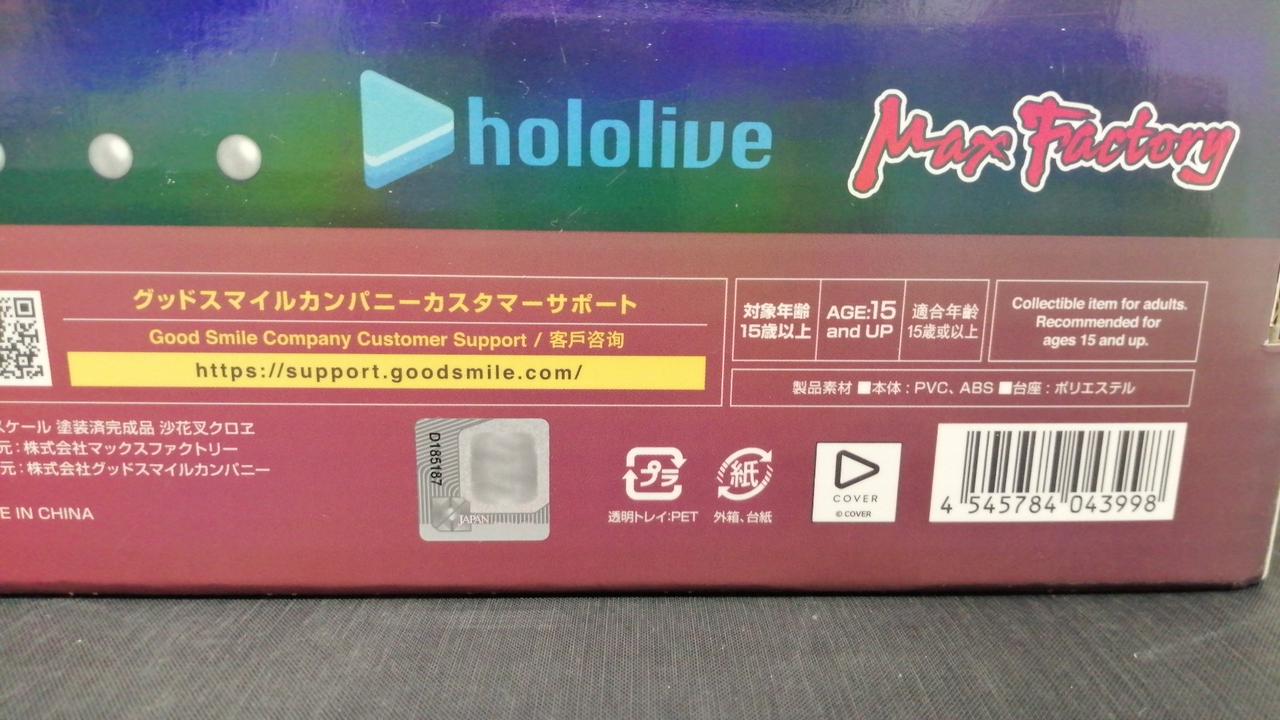 hololive
Max Factory
グッドスマイルカンパニーカスタマーサポート
Good Smile Company Customer Support / 客戶咨询
https://support.goodsmile.com/
対象年齢
15歳以上
AGE:15
and UP
適合年齢
15歳或以上
Collectible item for adults.
Recommended for
ages 15 and up.
製品素材 ■本体 : PVC、ABS ■台座 : ポリエステル
スケール 塗装済完成品 沙花叉クロヱ
元 : 株式会社マックスファクトリー
元 : 株式会社グッドスマイルカンパニー
E IN CHINA
D185187
JAPAN
プラ
透明トレイ:PET
紙
外箱、台紙
COVER
© COVER
4 545784 043998